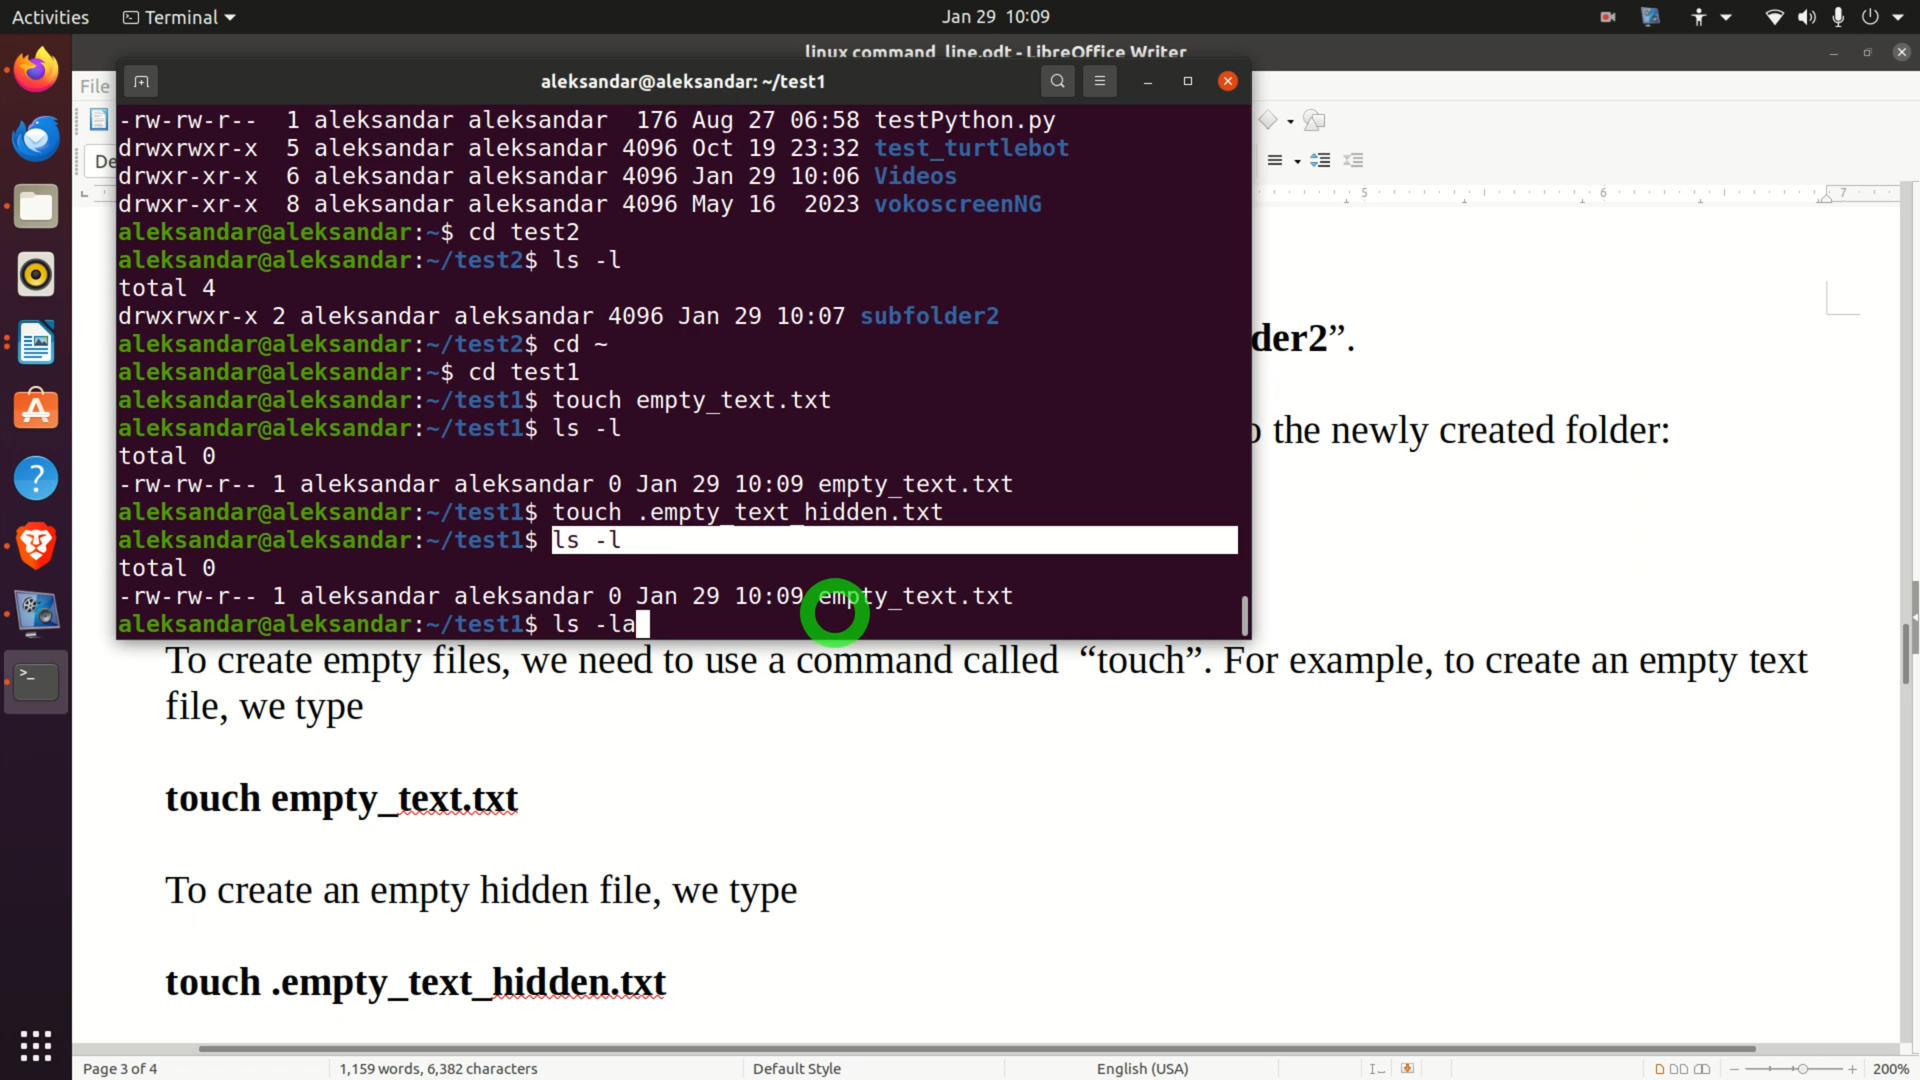 Activities
Terminal
Jan 29 10:09
linux command_line.odt - LibreOffice Writer
File
aleksandar@aleksandar: ~/test1
De
-rw-rw-r-- 1 aleksandar aleksandar 176 Aug 27 06:58 testPython.py
drwxrwxr-x 5 aleksandar aleksandar 4096 Oct 19 23:32 test_turtlebot
drwxr-xr-x 6 aleksandar aleksandar 4096 Jan 29 10:06 Videos
drwxr-xr-x 8 aleksandar aleksandar 4096 May 16 2023 vokoscreenNG
aleksandar@aleksandar:~$ cd test2
aleksandar@aleksandar:~/test2$ ls -l
total 4
drwxrwxr-x 2 aleksandar aleksandar 4096 Jan 29 10:07 subfolder2
aleksandar@aleksandar:~/test2$ cd ~
aleksandar@aleksandar:~$ cd test1
aleksandar@aleksandar:~/test1$ touch empty_text.txt
aleksandar@aleksandar:~/test1$ ls -l
total 0
-rw-rw-r-- 1 aleksandar aleksandar 0 Jan 29 10:09 empty_text.txt
aleksandar@aleksandar:~/test1$ touch .empty_text_hidden.txt
aleksandar@aleksandar:~/test1$ ls -l
total 0
-rw-rw-r-- 1 aleksandar aleksandar 0 Jan 29 10:09 empty_text.txt
aleksandar@aleksandar:~/test1$ ls -la
5 6 7
der2”.
the newly created folder:
To create empty files, we need to use a command called “touch”. For example, to create an empty text
file, we type
touch empty_text.txt
To create an empty hidden file, we type
touch .empty_text_hidden.txt
Page 3 of 4
1,159 words, 6,382 characters
Default Style
English (USA)
200%